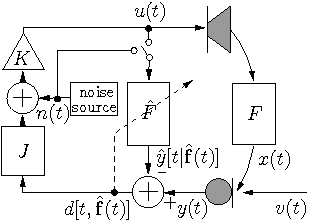 u(t)
K
noise
source
n(t)
F̂
F
J
ŷ[t|f̂(t)]
x(t)
−
+
d[t, f̂(t)]
+
y(t)
v(t)